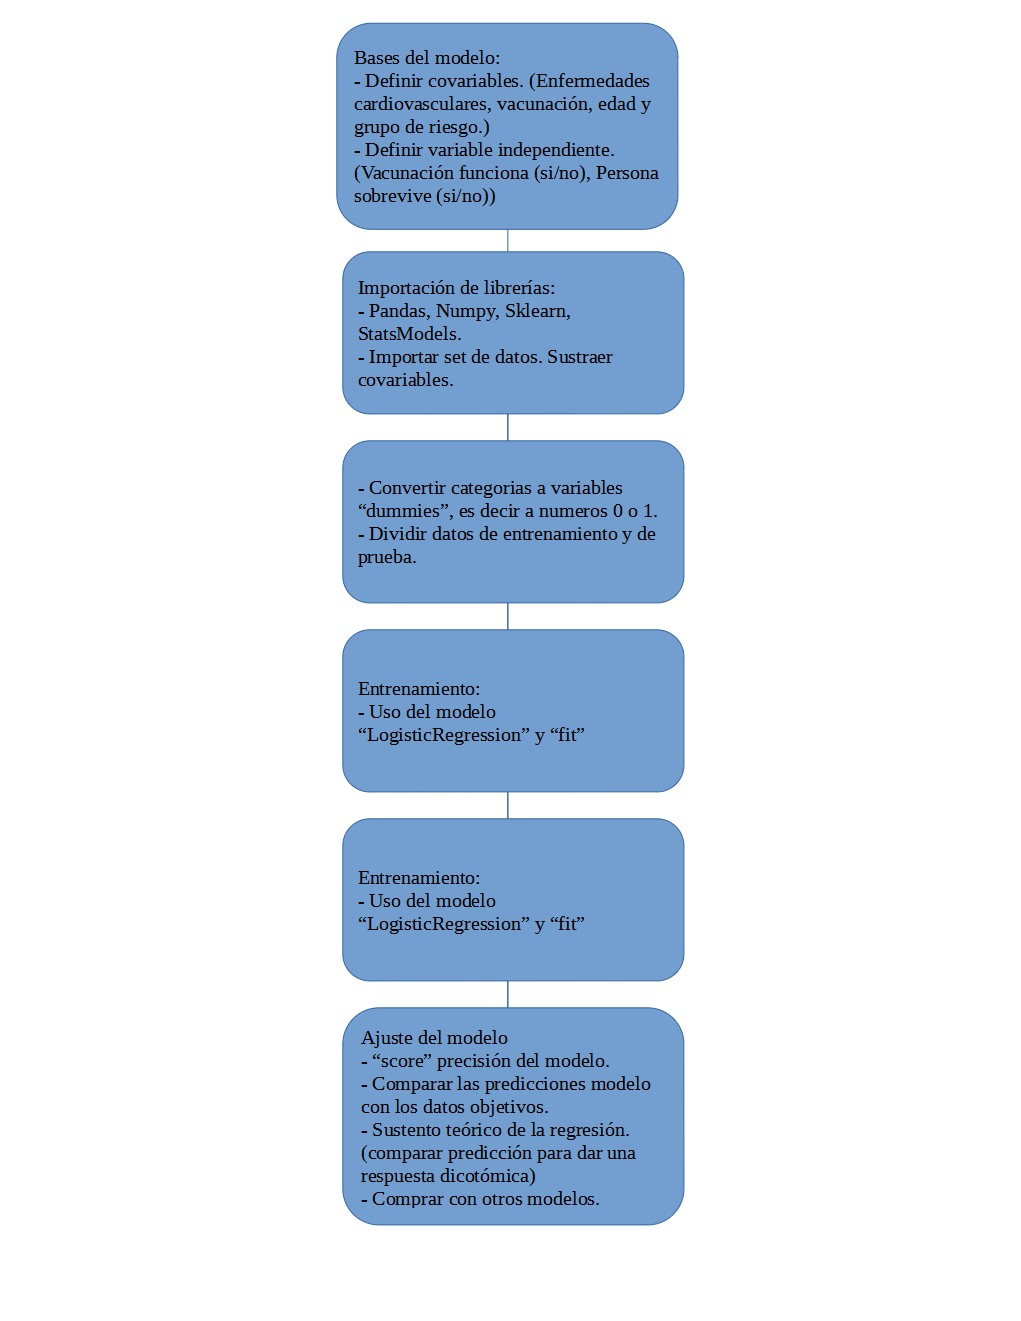 Bases del modelo:
- Definir covariables. (Enfermedades
cardiovasculares, vacunación, edad y
grupo de riesgo.)
- Definir variable independiente.
(Vacunación funciona (si/no), Persona
sobrevive (si/no))
Importación de librerías:
- Pandas, Numpy, Sklearn,
StatsModels.
- Importar set de datos. Sustraer
covariables.
- Convertir categorias a variables
“dummies”, es decir a numeros 0 o 1.
- Dividir datos de entrenamiento y de
prueba.
Entrenamiento:
- Uso del modelo
“LogisticRegression” y “fit”
Entrenamiento:
- Uso del modelo
“LogisticRegression” y “fit”
Ajuste del modelo
- “score” precisión del modelo.
- Comparar las predicciones modelo
con los datos objetivos.
- Sustento teórico de la regresión.
(comparar predicción para dar una
respuesta dicotómica)
- Comprar con otros modelos.